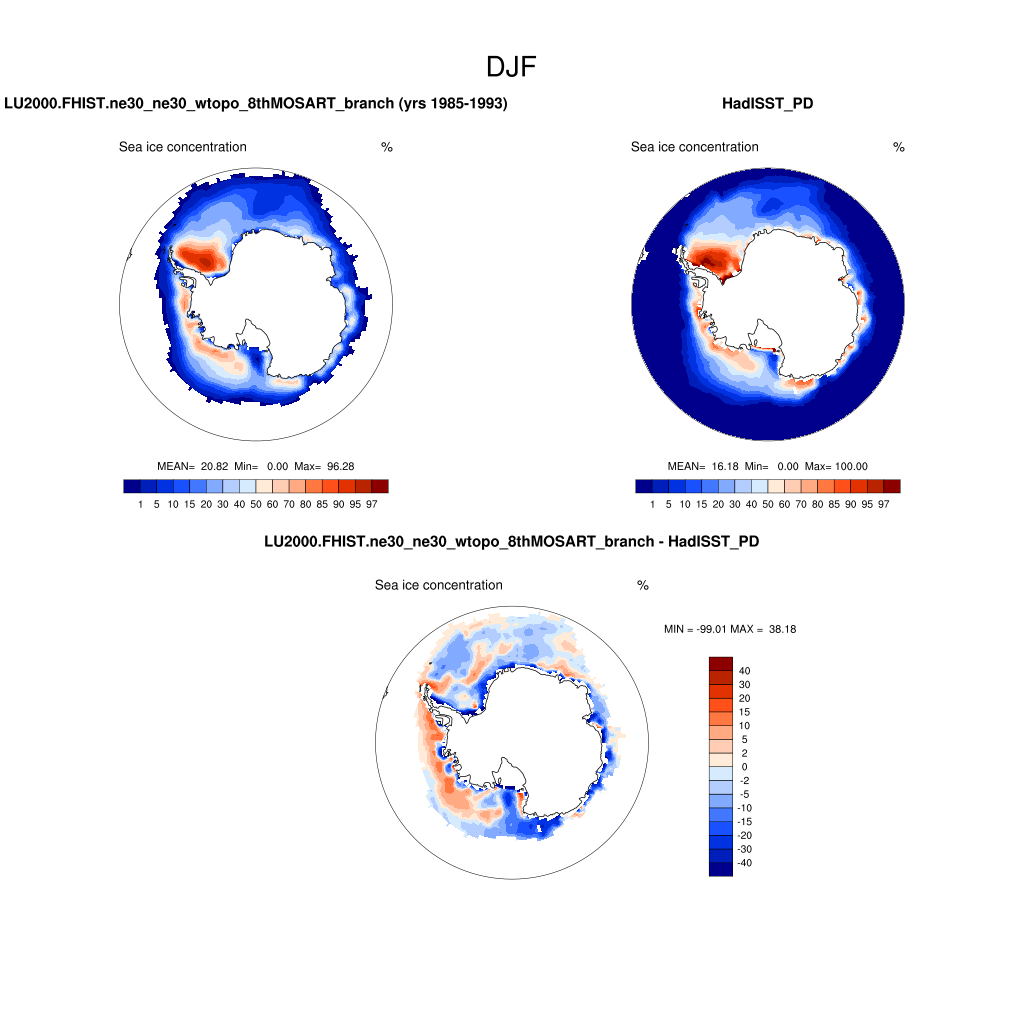 DJF
LU2000.FHIST.ne30_ne30_wtopo_8thMOSART_branch (yrs 1985-1993)
HadISST_PD
Sea ice concentration %
Sea ice concentration %
MEAN= 20.82 Min= 0.00 Max= 96.28
MEAN= 16.18 Min= 0.00 Max= 100.00
1 5 10 15 20 30 40 50 60 70 80 85 90 95 97
1 5 10 15 20 30 40 50 60 70 80 85 90 95 97
LU2000.FHIST.ne30_ne30_wtopo_8thMOSART_branch - HadISST_PD
Sea ice concentration %
MIN = -99.01 MAX = 38.18
40
30
20
15
10
5
2
0
-2
-5
-10
-15
-20
-30
-40